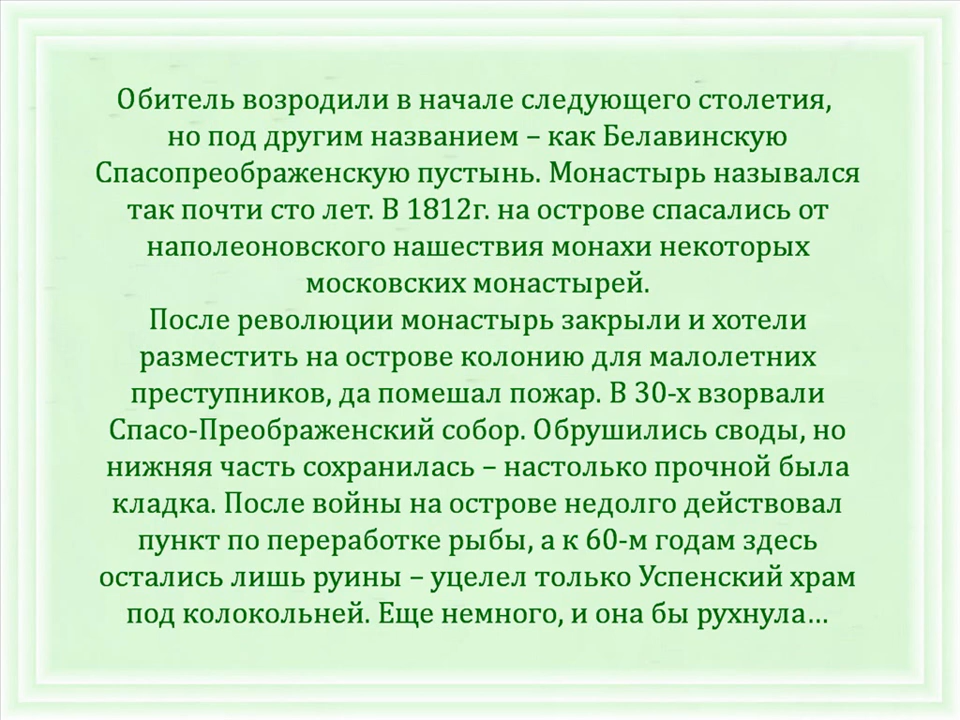 Обитель возродили в начале следующего столетия,
но под другим названием – как Белавинскую
Спасопреображенскую пустынь. Монастырь назывался
так почти сто лет. В 1812г. на острове спасались от
наполеоновского нашествия монахи некоторых
московских монастырей.
После революции монастырь закрыли и хотели
разместить на острове колонию для малолетних
преступников, да помешал пожар. В 30-х взорвали
Спасо-Преображенский собор. Обрушились своды, но
нижняя часть сохранилась – настолько прочной была
кладка. После войны на острове недолго действовал
пункт по переработке рыбы, а к 60-м годам здесь
остались лишь руины – уцелел только Успенский храм
под колокольней. Еще немного, и она бы рухнула…